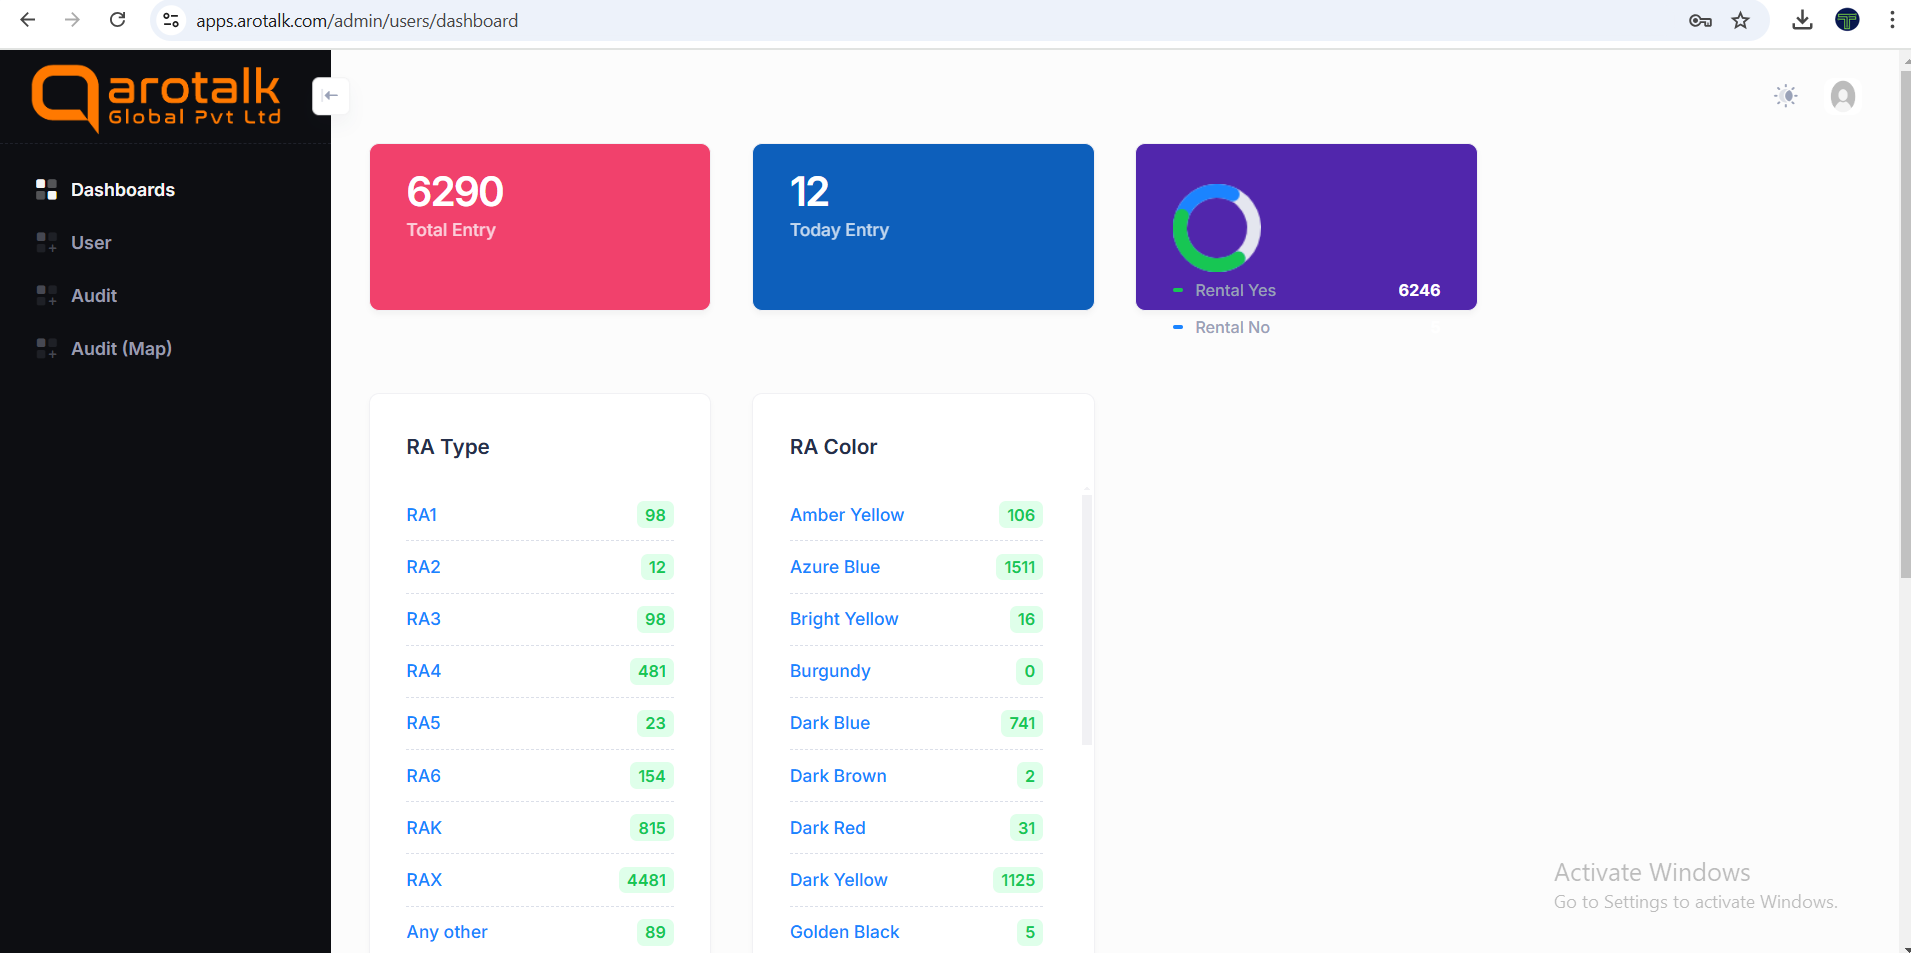 apps.arotalk.com/admin/users/dashboard
arotalk
Global Pvt Ltd
Dashboards
User
Audit
Audit (Map)
6290
Total Entry
12
Today Entry
Rental Yes 6246
Rental No
RA Type
RA1 98
RA2 12
RA3 98
RA4 481
RA5 23
RA6 154
RAK 815
RAX 4481
Any other 89
RA Color
Amber Yellow 106
Azure Blue 1511
Bright Yellow 16
Burgundy 0
Dark Blue 741
Dark Brown 2
Dark Red 31
Dark Yellow 1125
Golden Black 5
Activate Windows
Go to Settings to activate Windows.